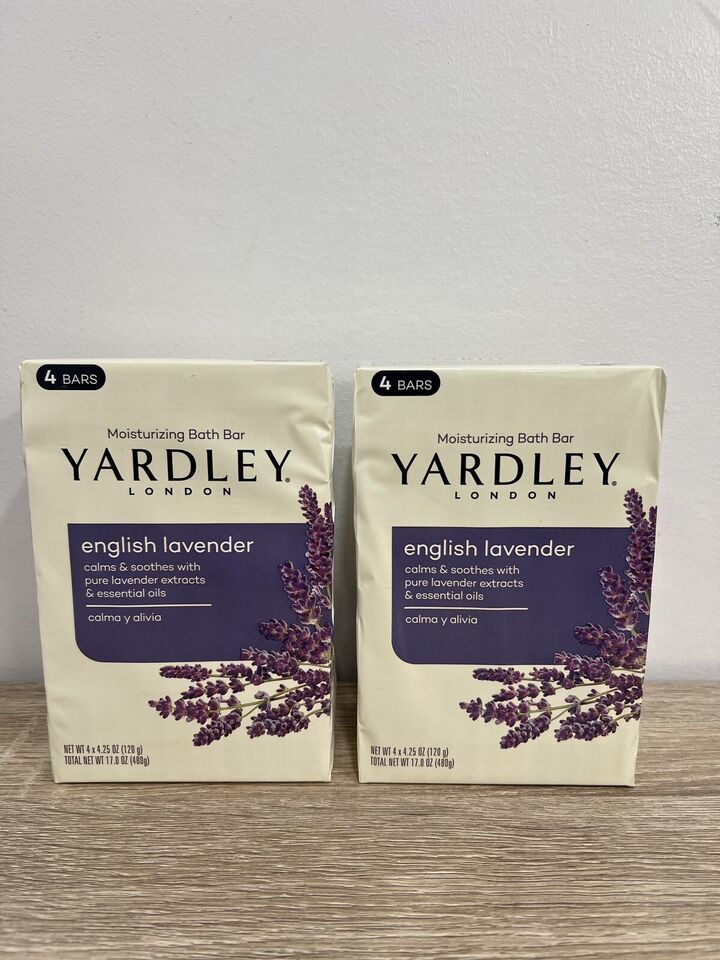 4 BARS
Moisturizing Bath Bar
YARDLEY®
LONDON
english lavender
calms & soothes with
pure lavender extracts
& essential oils
calma y alivia
NET WT 4 x 4.25 OZ (120 g)
TOTAL NET WT 17.0 OZ (480g)
4 BARS
Moisturizing Bath Bar
YARDLEY®
LONDON
english lavender
calms & soothes with
pure lavender extracts
& essential oils
calma y alivia
NET WT 4 x 4.25 OZ (120 g)
TOTAL NET WT 17.0 OZ (480g)